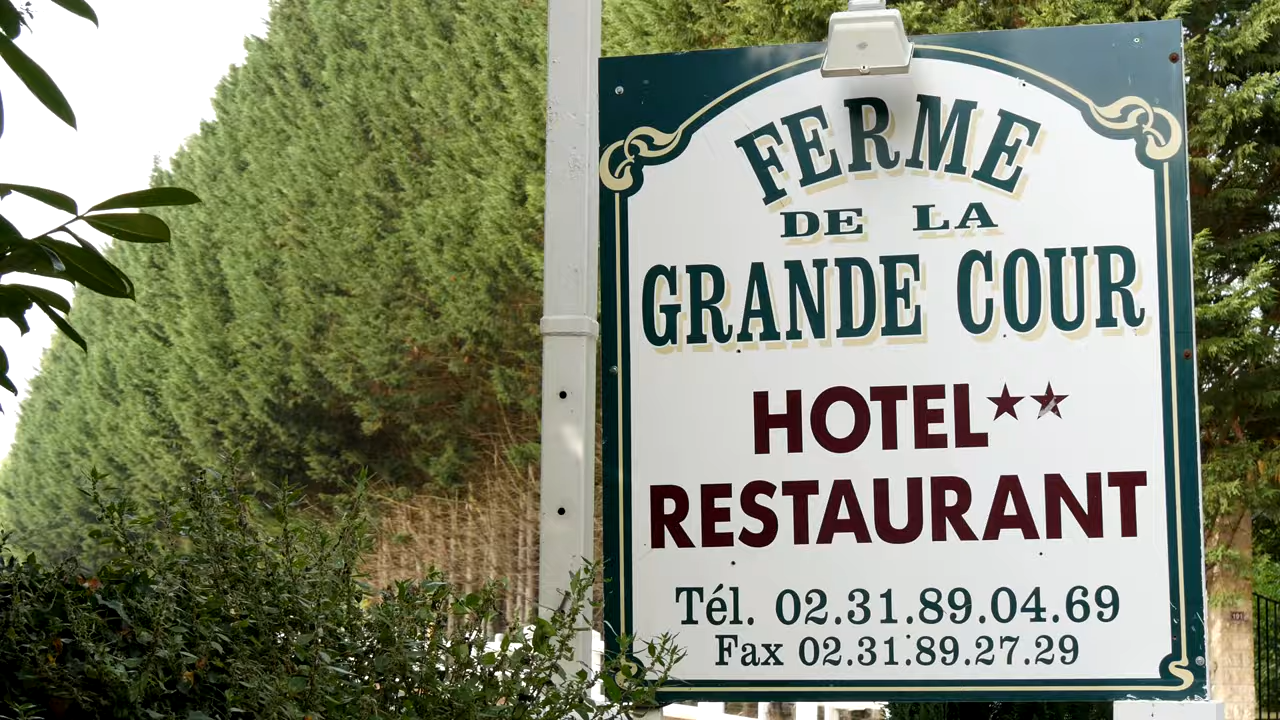 FERME
DE LA
GRANDE COUR
HOTEL★★
RESTAURANT
Tél. 02.31.89.04.69
Fax 02.31.89.27.29